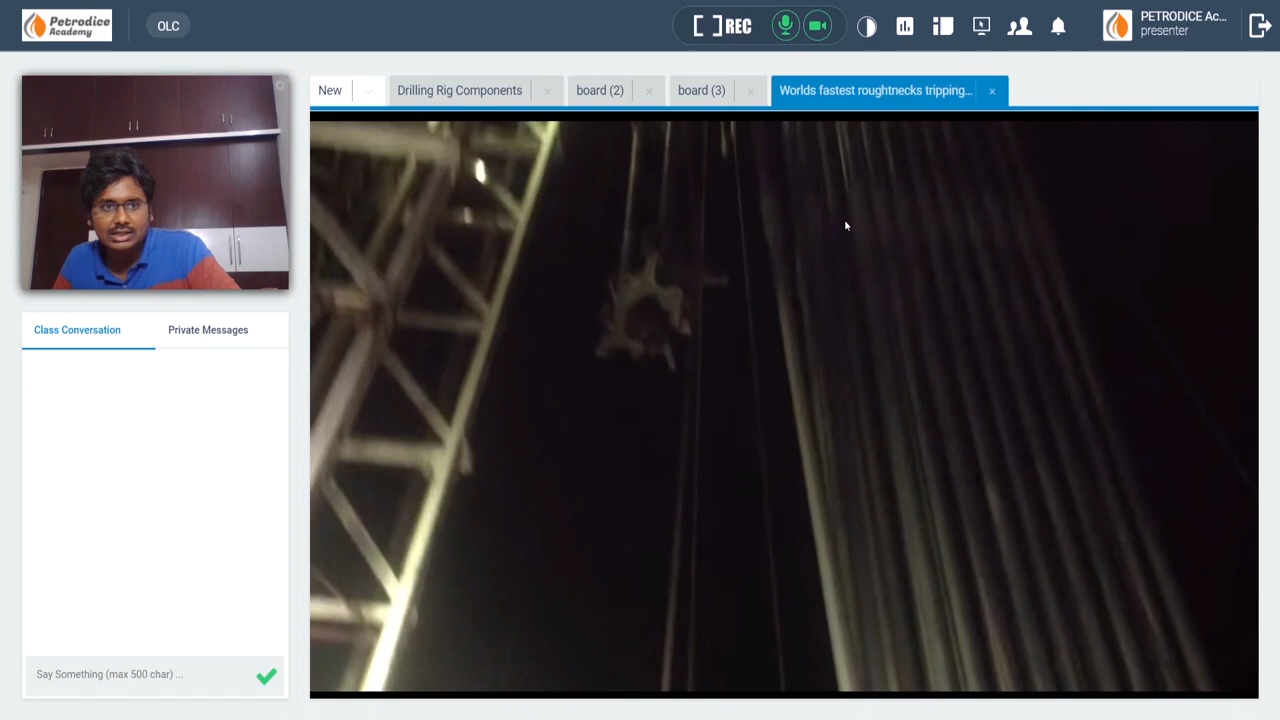 Petrodice
Academy
OLC
[ ] REC
PETRODICE Ac...
presenter
New
Drilling Rig Components
board (2)
board (3)
Worlds fastest roughtnecks tripping...
Class Conversation
Private Messages
Say Something (max 500 char) ...